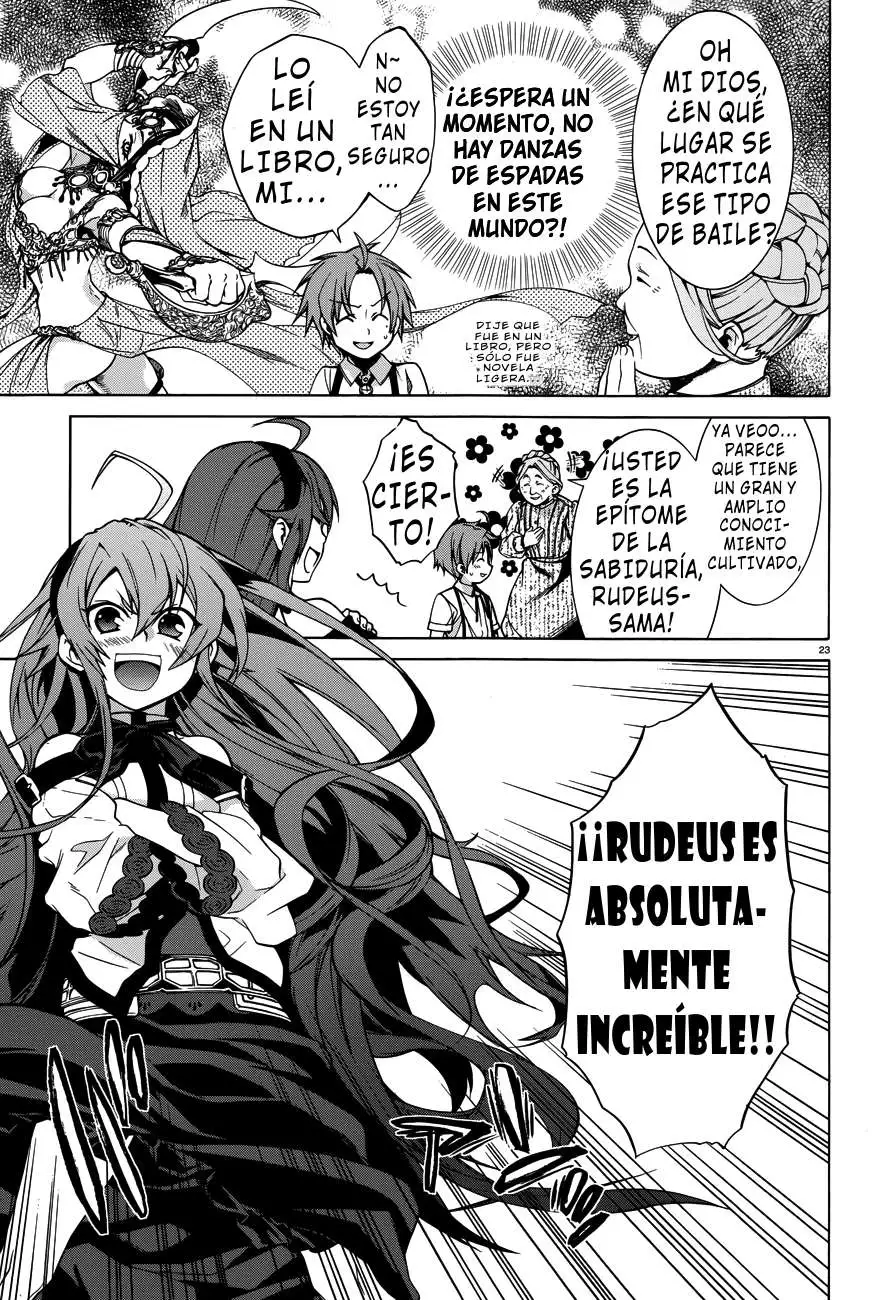 OH
MI DIOS,
¿EN QUÉ
LUGAR SE
PRACTICA
ESE TIPO
DE BAILE?
¡¿ESPERA UN
MOMENTO, NO
HAY DANZAS
DE ESPADAS
EN ESTE
MUNDO?!
N~
NO
ESTOY
TAN
SEGURO
...
LO
LEÍ
EN UN
LIBRO,
MI...
DIJE QUE
FUE EN UN
LIBRO, PERO
SÓLO FUE
NOVELA
LIGERA...
YA VEOO...
PARECE
QUE TIENE
UN GRAN Y
AMPLIO
CONOCI-
MIENTO
CULTIVADO,
¡USTED
ES LA
EPÍTOME
DE LA
SABIDURÍA,
RUDEUS-
SAMA!
¡ES
CIER-
TO!
23
¡¡RUDEUS ES
ABSOLUTA-
MENTE
INCREÍBLE!!